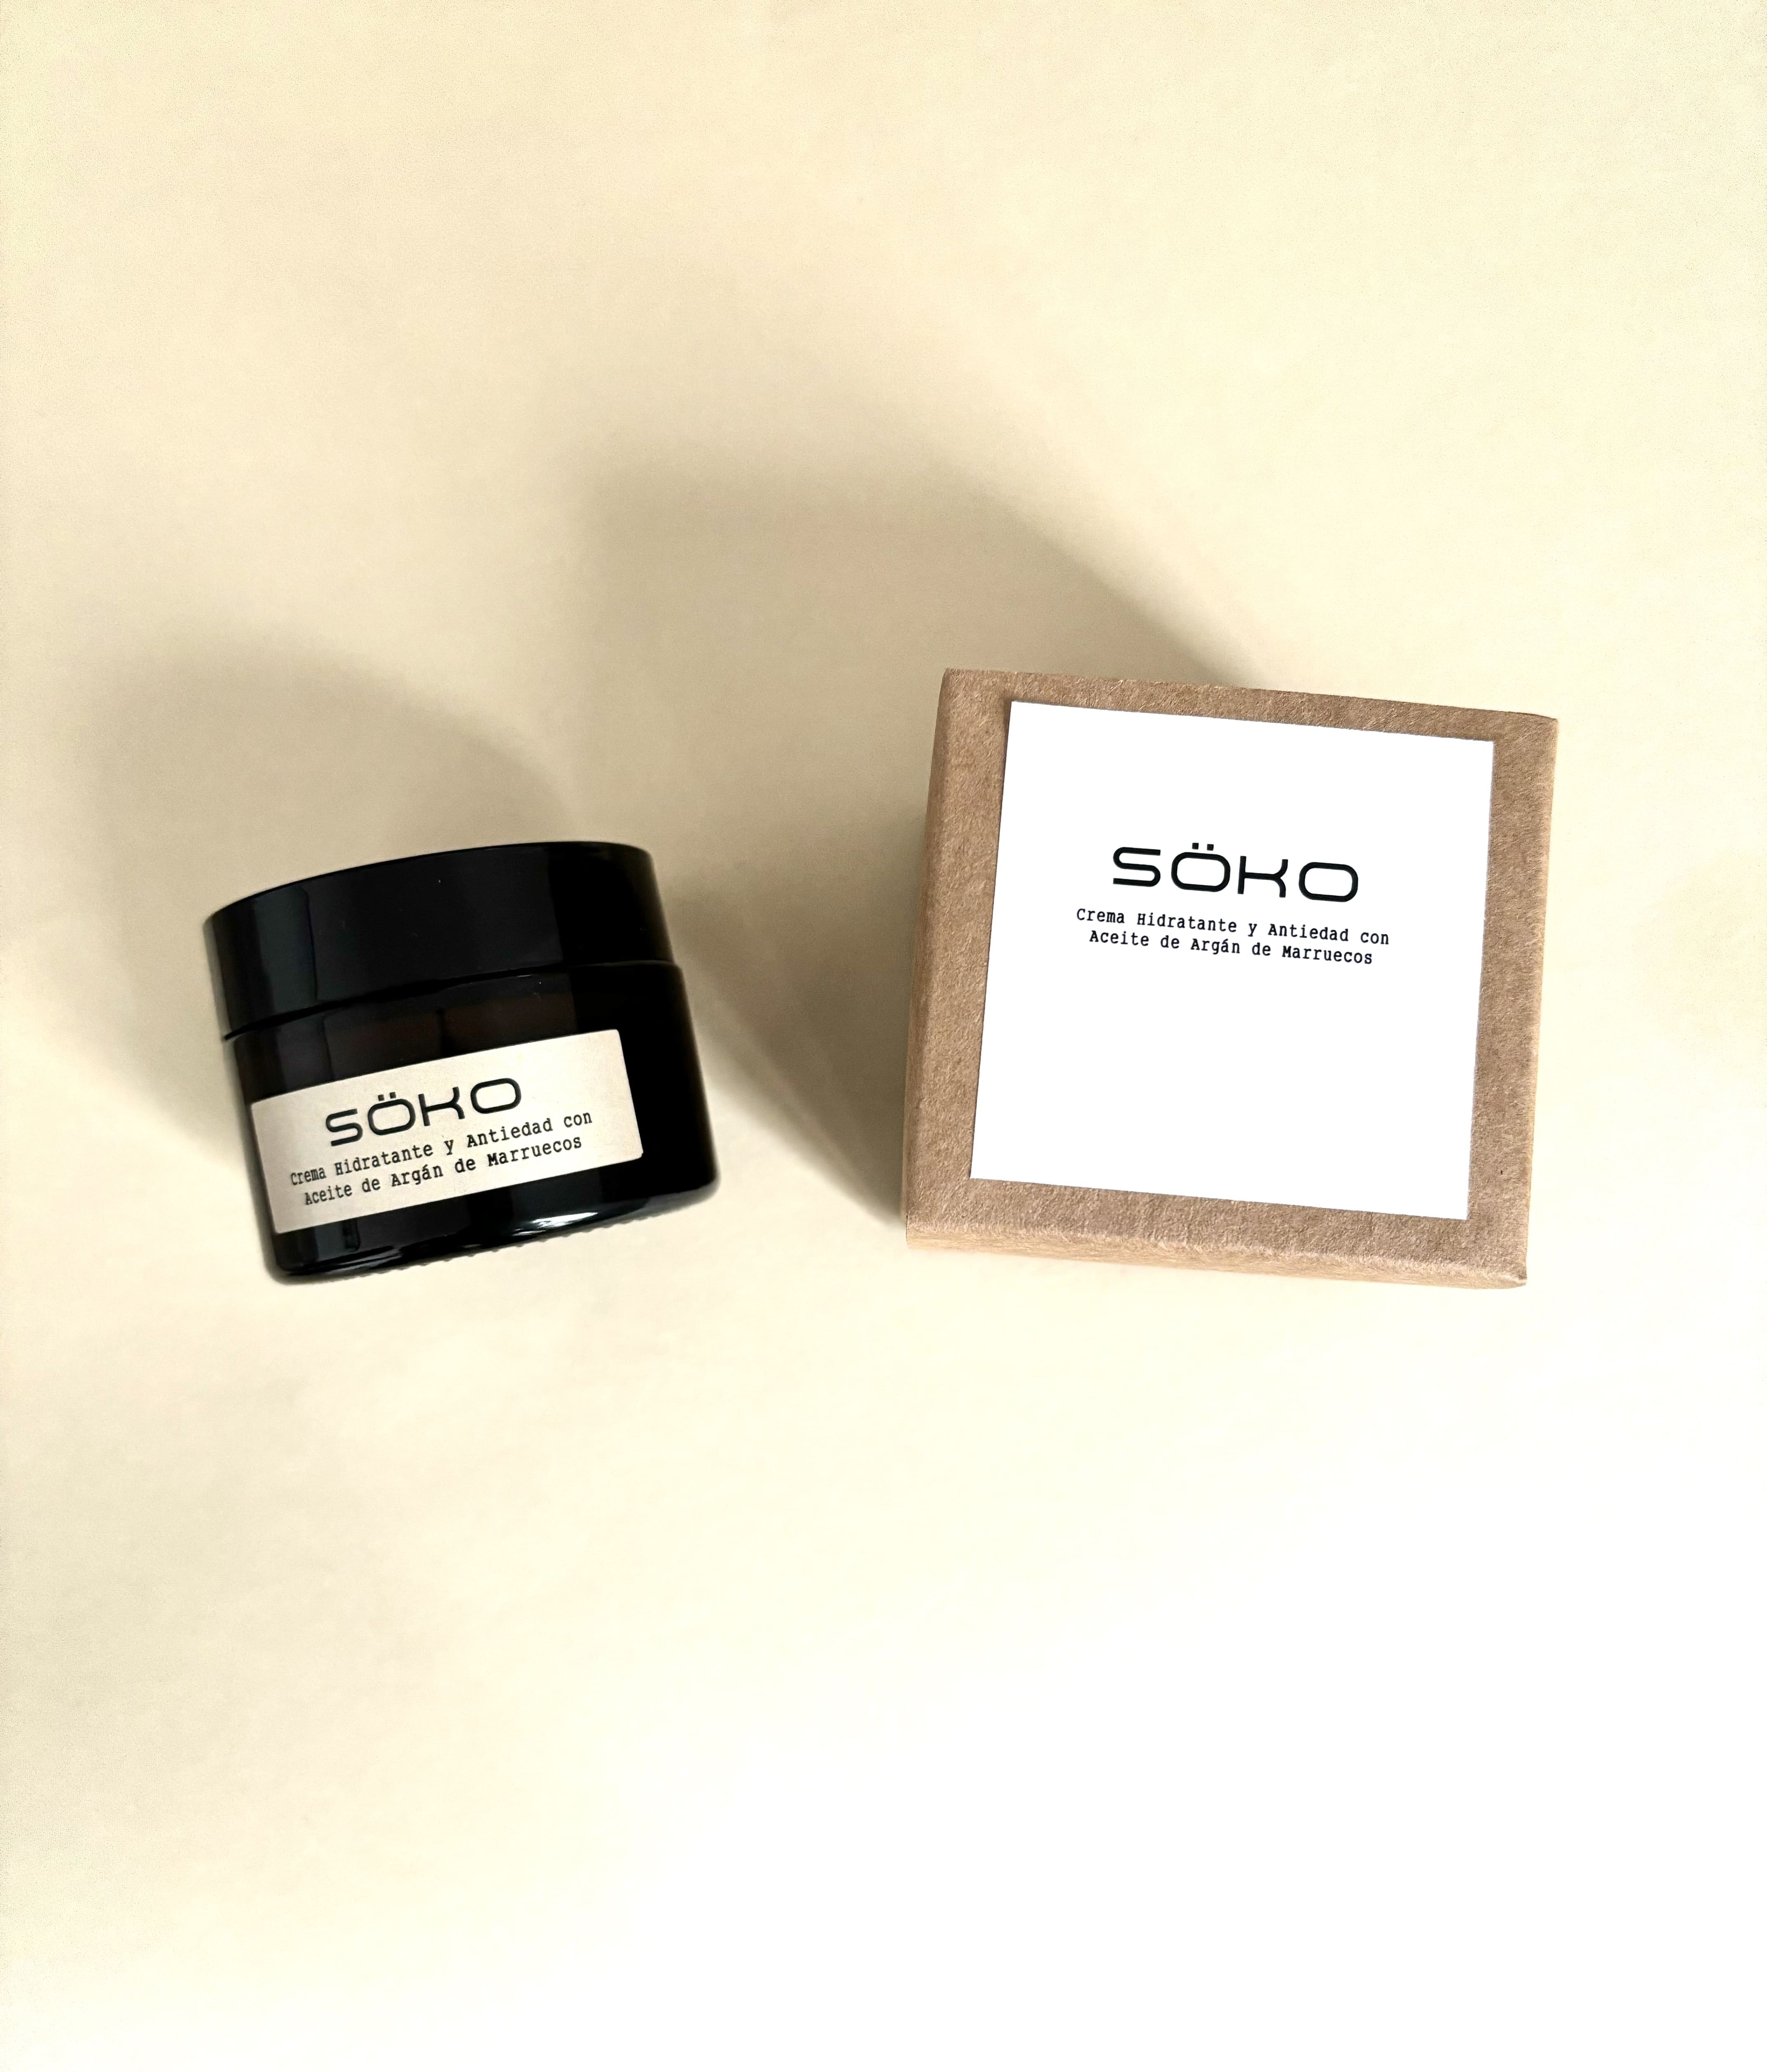 SÖKO
Crema Hidratante y Antiedad con
Aceite de Argán de Marruecos
SÖKO
Crema Hidratante y Antiedad con
Aceite de Argán de Marruecos